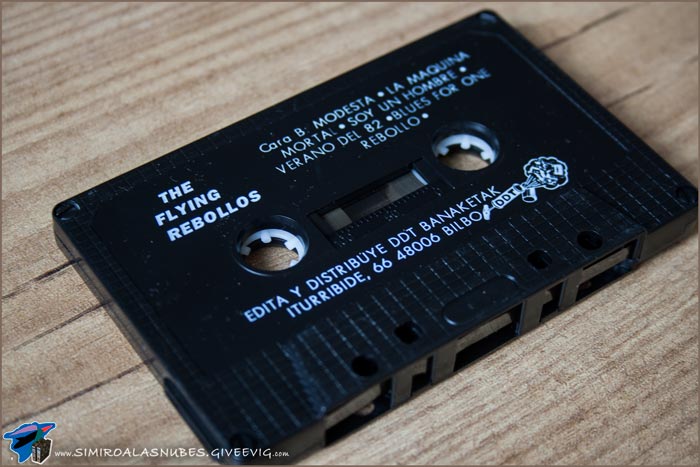 Cara B: MODESTA • LA MAQUINA
MORTAL • SOY UN HOMBRE •
VERANO DEL 82 • BLUES FOR ONE
REBOLLO •
THE
FLYING
REBOLLOS
EDITA Y DISTRIBUYE DDT BANAKETAK
ITURRIBIDE, 66 48006 BILBO
DDT
www.SIMIROALASNUBES.GIVEEVIG.com